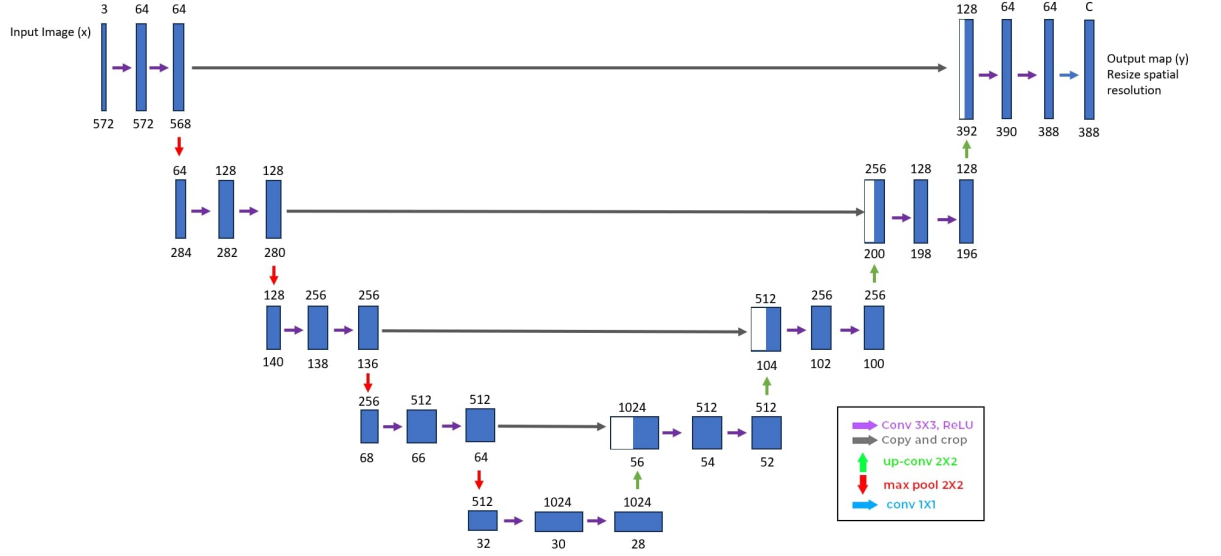 3 64 64
Input Image (x)
572 572 568
128 64 64 C
Output map (y)
Resize spatial
resolution
392 390 388 388
64 128 128
284 282 280
256 128 128
200 198 196
128 256 256
140 138 136
512 256 256
104 102 100
256 512 512
68 66 64
1024 512 512
56 54 52
512 1024 1024
32 30 28
Conv 3X3, ReLU
Copy and crop
up-conv 2X2
max pool 2X2
conv 1X1